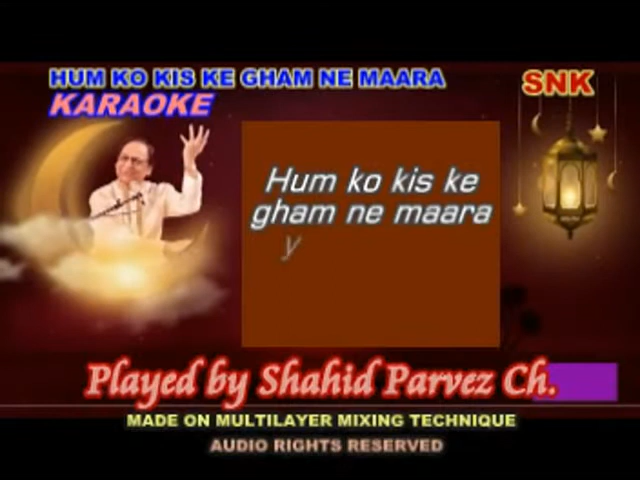 HUM KO KIS KE GHAM NE MAARA
KARAOKE
SNK
Hum ko kis ke
gham ne maara
y
Played by Shahid Parvez Ch.
MADE ON MULTILAYER MIXING TECHNIQUE
AUDIO RIGHTS RESERVED